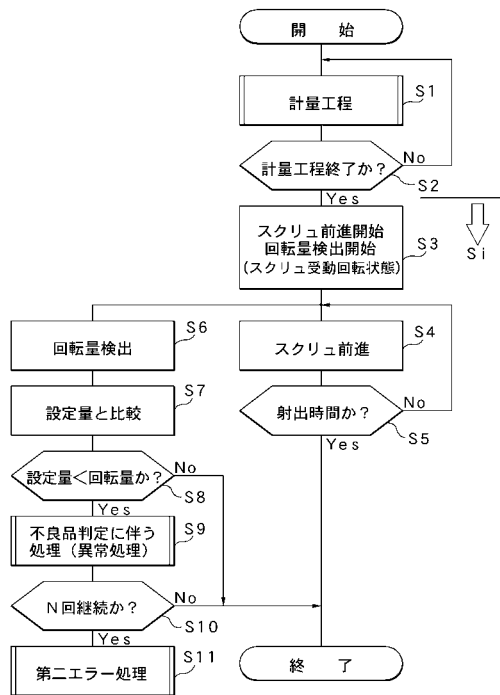 開 始
計量工程
S1
計量工程終了か?
No
S2
Yes
スクリュ前進開始
回転量検出開始
(スクリュ受動回転状態)
S3
Si
回転量検出
S6
スクリュ前進
S4
設定量と比較
S7
射出時間か?
No
S5
Yes
設定量<回転量か?
No
S8
Yes
不良品判定に伴う
処理(異常処理)
S9
N回継続か?
No
S10
Yes
第二エラー処理
S11
終 了